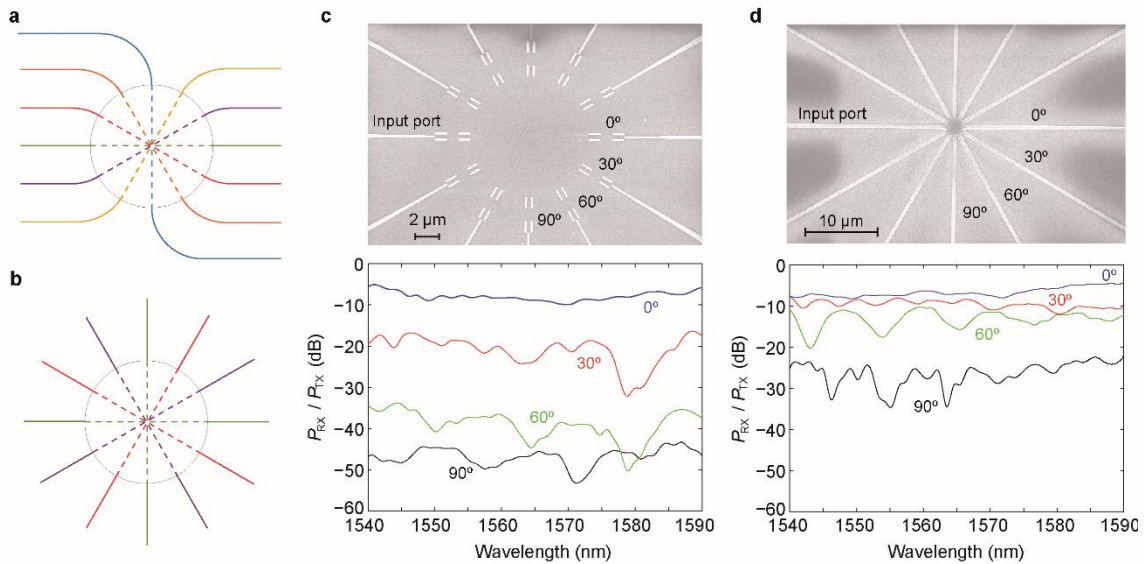 a
b
c
Input port
0º
30º
60º
90º
2 µm
0
−10
−20
−30
−40
−50
−60
P_RX / P_TX (dB)
0º
30º
60º
90º
1540 1550 1560 1570 1580 1590
Wavelength (nm)
d
Input port
0º
30º
60º
90º
10 µm
0
−10
−20
−30
−40
−50
−60
P_RX / P_TX (dB)
0º
30º
60º
90º
1540 1550 1560 1570 1580 1590
Wavelength (nm)